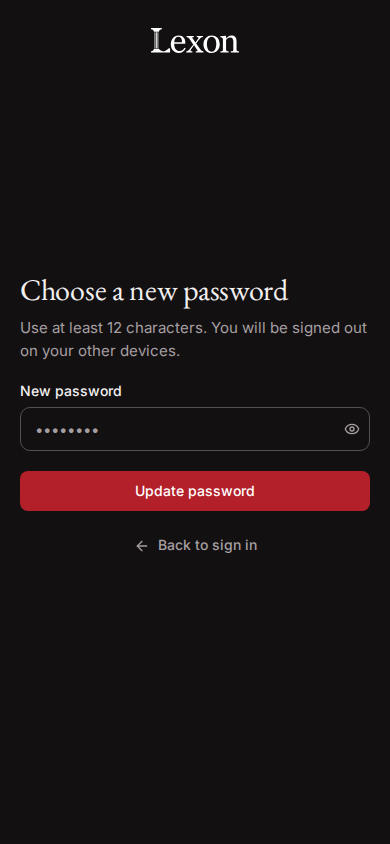 Lexon
Choose a new password
Use at least 12 characters. You will be signed out
on your other devices.
New password
••••••••
Update password
Back to sign in